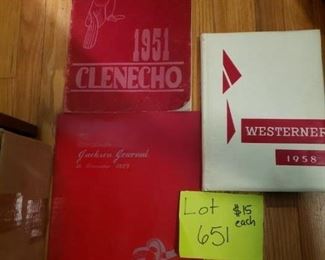 1951
CLENECHO
WESTERNER
1958
Jackson Journal
Lot $15
651 each